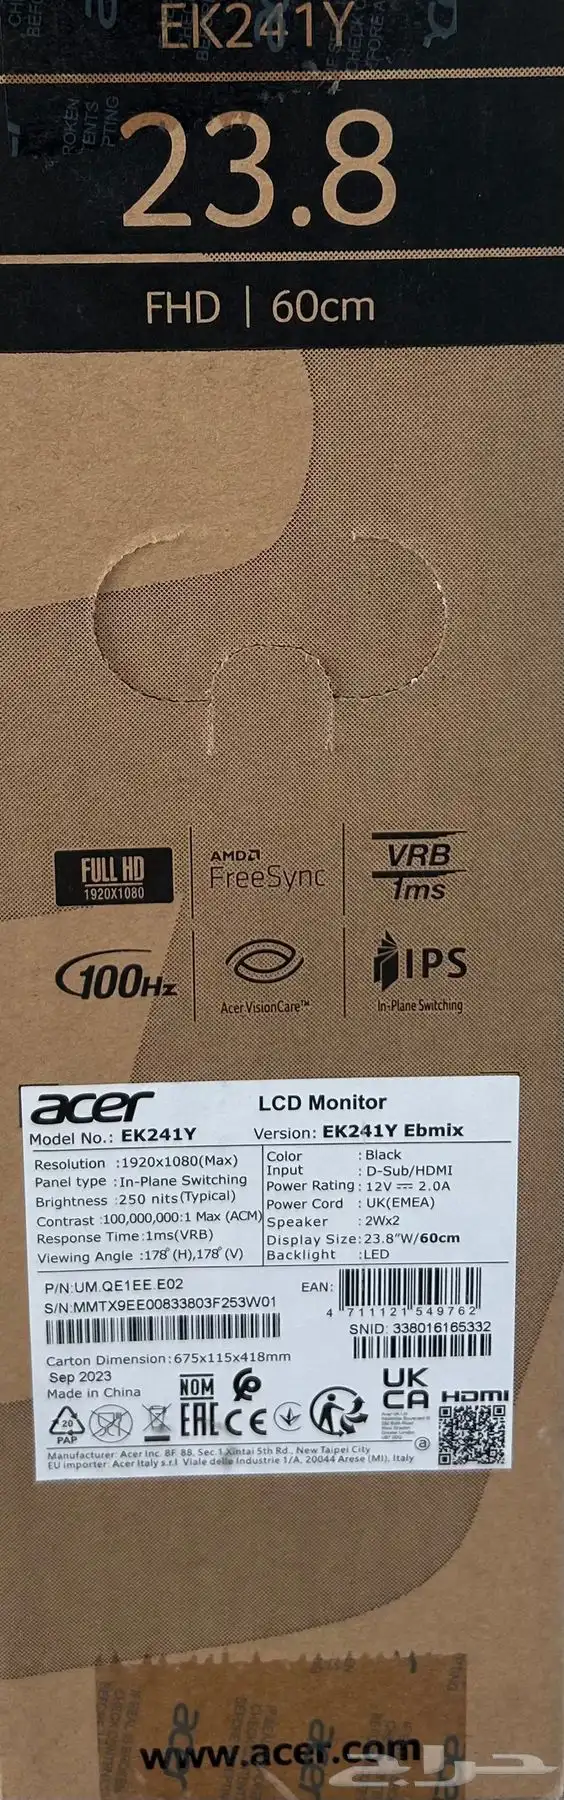 EK241Y
23.8
FHD | 60cm
FULL HD
1920X1080
AMD
FreeSync
VRB
1ms
100Hz
Acer VisionCare™
IPS
In-Plane Switching
acer
LCD Monitor
Model No.: EK241Y
Version: EK241Y Ebmix
Resolution :1920x1080(Max)
Panel type :In-Plane Switching
Brightness :250 nits(Typical)
Contrast :100,000,000:1 Max (ACM)
Response Time:1ms(VRB)
Viewing Angle :178°(H),178°(V)
Color :Black
Input :D-Sub/HDMI
Power Rating :12V ⎓ 2.0A
Power Cord :UK(EMEA)
Speaker :2Wx2
Display Size:23.8"W/60cm
Backlight :LED
P/N:UM.QE1EE.E02
S/N:MMTX9EE00833803F253W01
EAN:
4 711121 549762
SNID: 338016165332
Carton Dimension:675x115x418mm
Sep 2023
Made in China
20
PAP
NOM
EAC
CE
UK
CA
HDMI
Manufacturer: Acer Inc. 8F, 88, Sec.1 Xintai 5th Rd., New Taipei City
EU importer: Acer Italy s.r.l Viale delle Industrie 1/A, 20044 Arese (MI), Italy
www.acer.com
acer
حراج